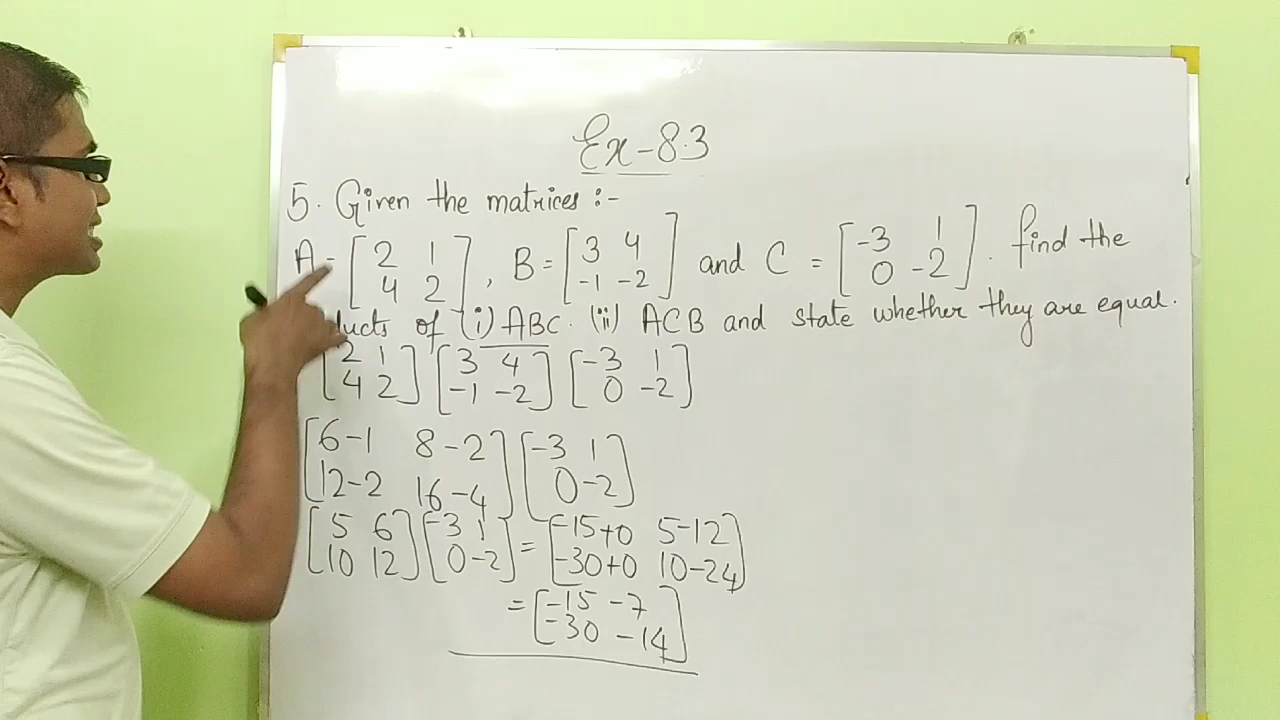 Ex-8.3
5. Given the matrices :-
A = [2 1 4 2], B = [3 4 -1 -2] and C = [-3 1 0 -2]. find the
ducts of (i) ABC. (ii) ACB and state whether they are equal.
[2 1 4 2] [3 4 -1 -2] [-3 1 0 -2]
[6-1 8-2 12-2 16-4] [-3 1 0 -2]
[5 6 10 12] [-3 1 0 -2] = [-15+0 5-12 -30+0 10-24]
= [-15 -7 -30 -14]